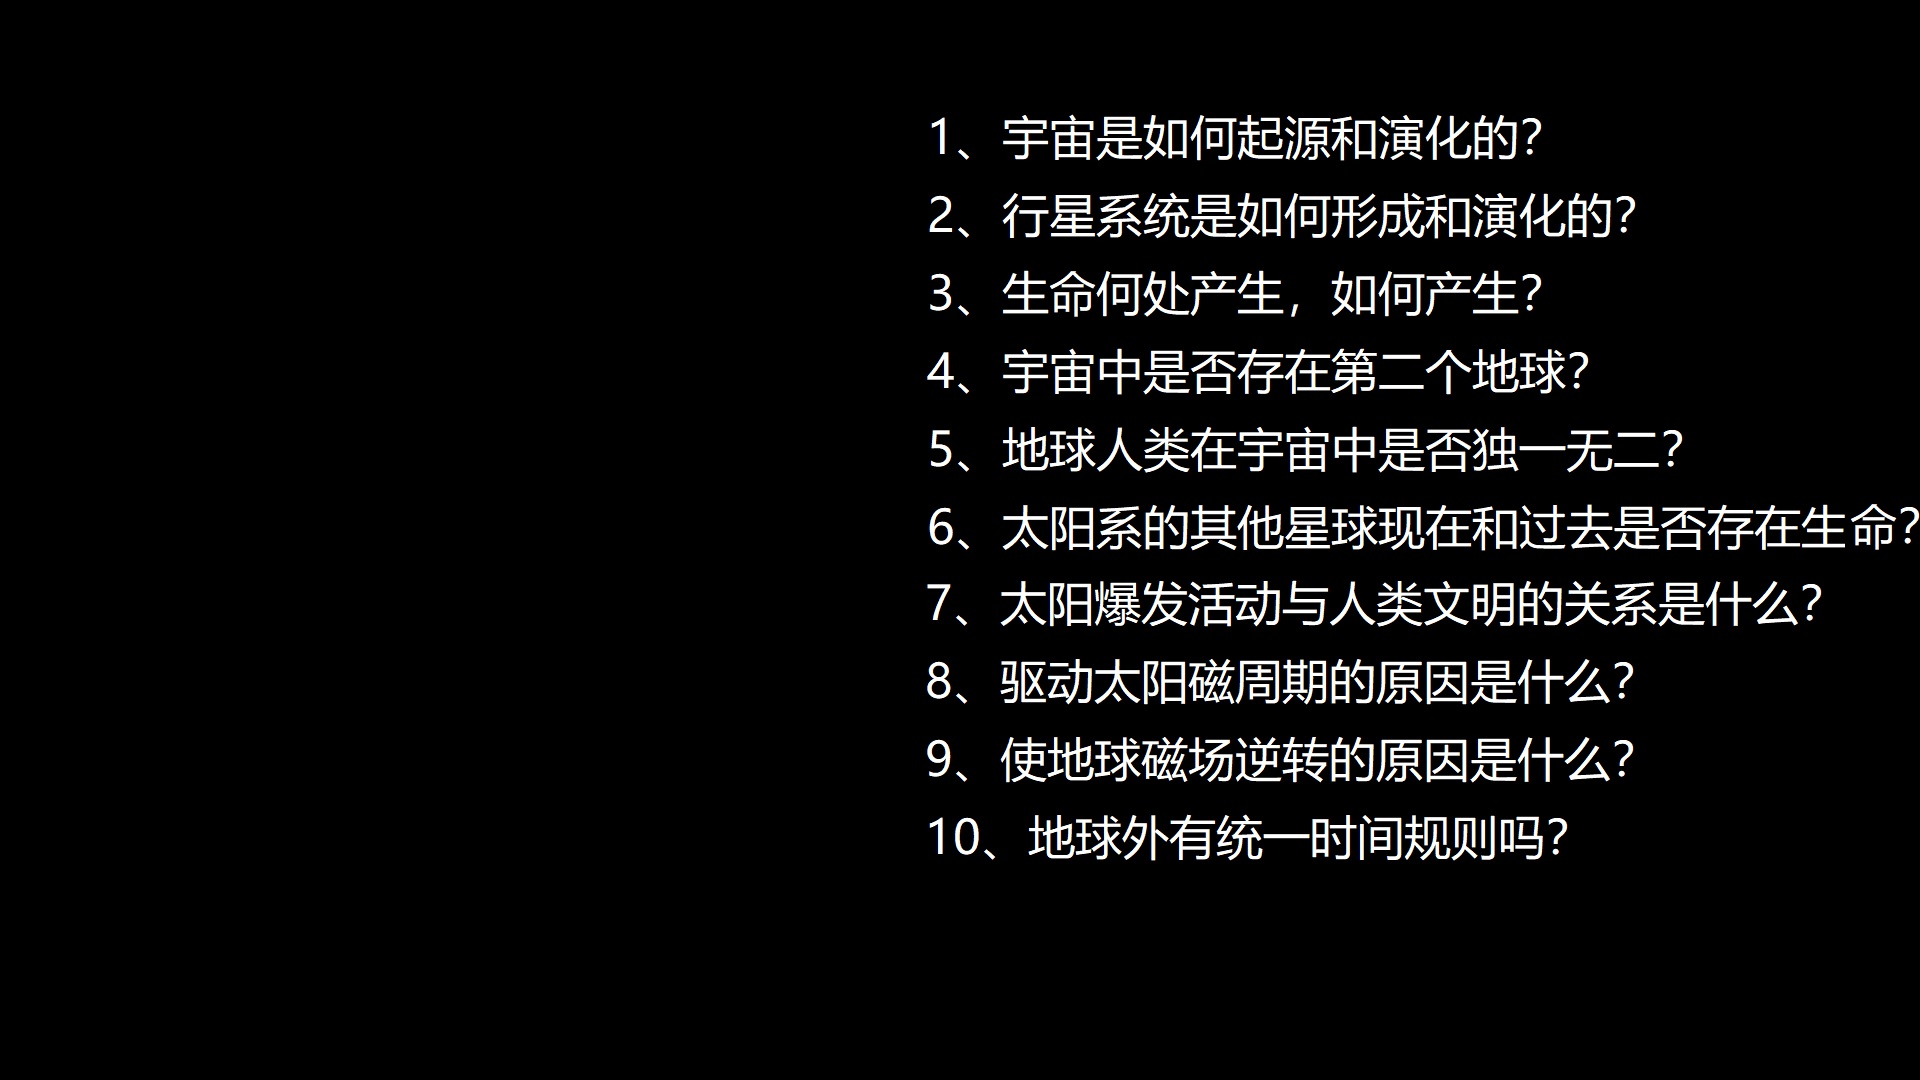 1、宇宙是如何起源和演化的？
2、行星系统是如何形成和演化的？
3、生命何处产生，如何产生？
4、宇宙中是否存在第二个地球？
5、地球人类在宇宙中是否独一无二？
6、太阳系的其他星球现在和过去是否存在生命？
7、太阳爆发活动与人类文明的关系是什么？
8、驱动太阳磁周期的原因是什么？
9、使地球磁场逆转的原因是什么？
10、地球外有统一时间规则吗？